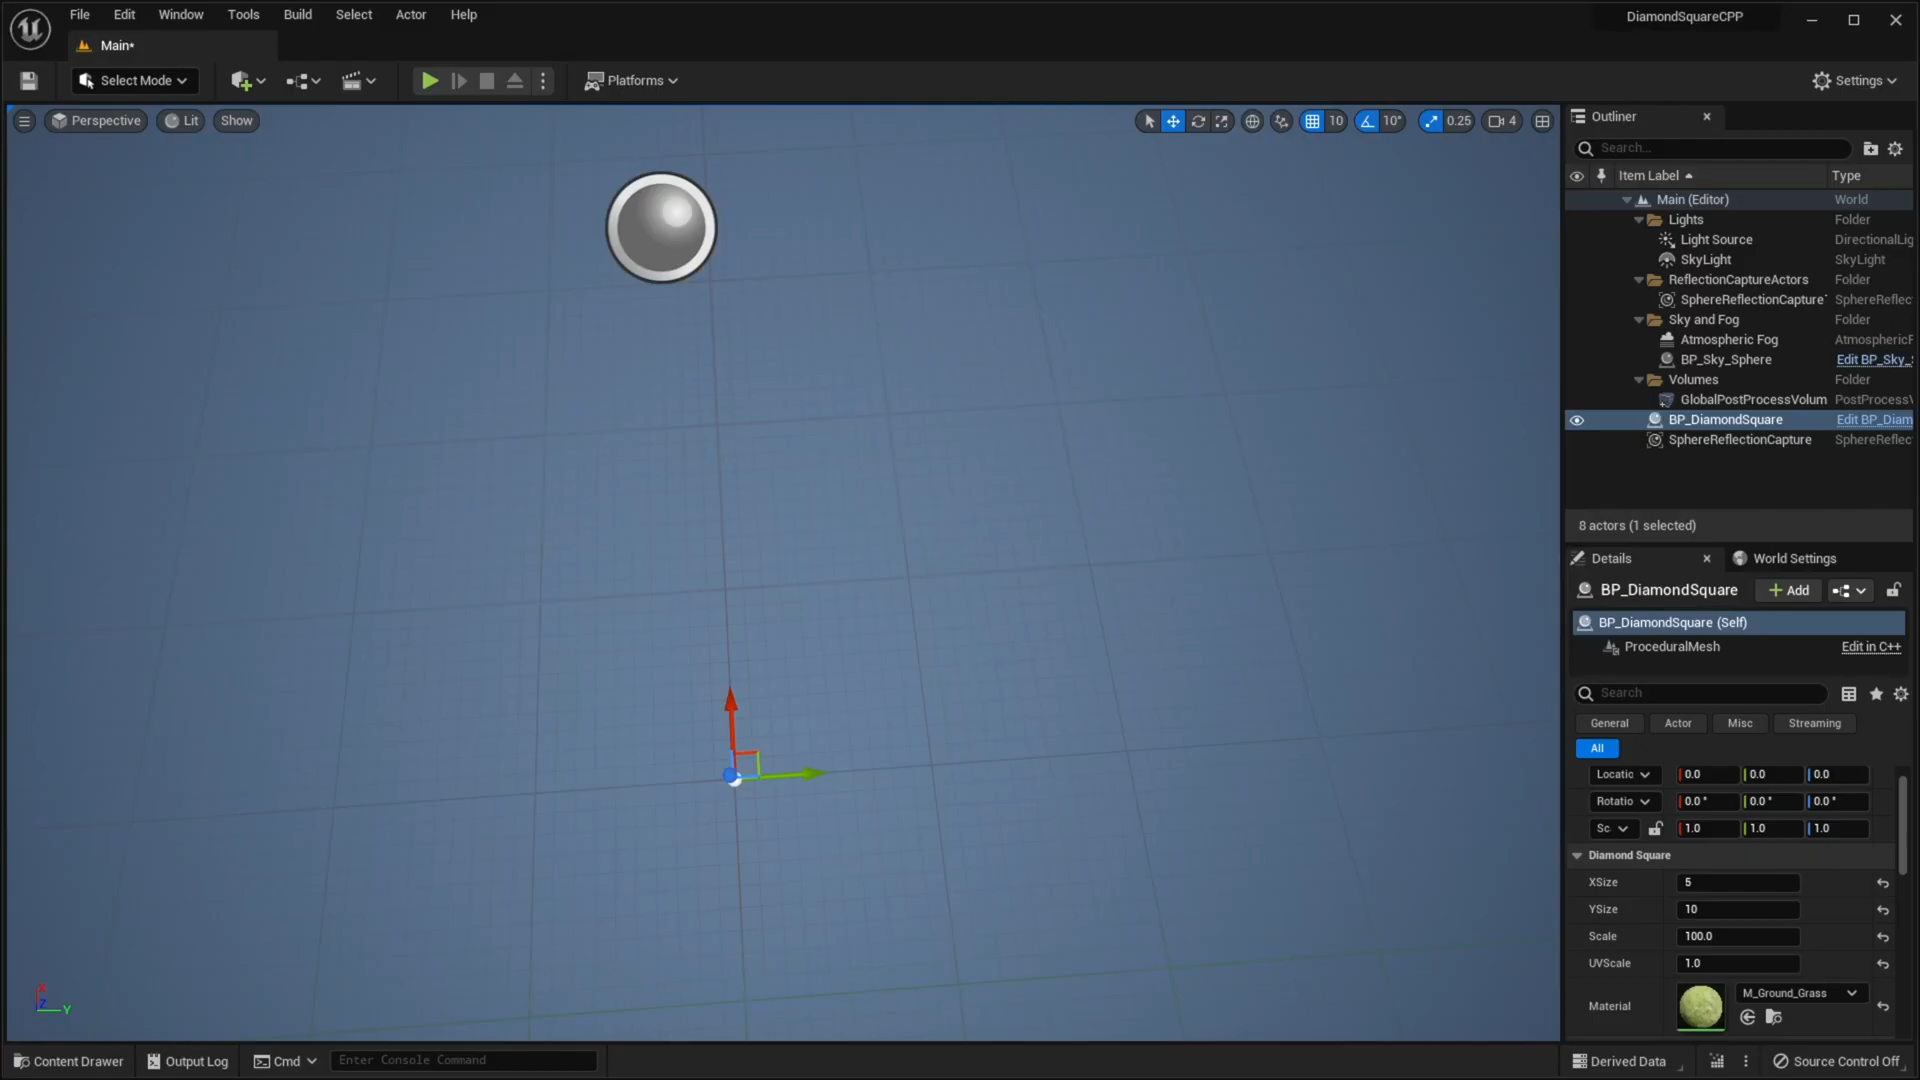 File Edit Window Tools Build Select Actor Help
DiamondSquareCPP
Main*
Select Mode
Platforms
Settings
Perspective Lit Show
10 10° 0.25 4
Outliner
Search...
Item Label Type
Main (Editor) World
Lights Folder
Light Source DirectionalLig
SkyLight SkyLight
ReflectionCaptureActors Folder
SphereReflectionCapture SphereReflec
Sky and Fog Folder
Atmospheric Fog AtmosphericF
BP_Sky_Sphere Edit BP_Sky_S
Volumes Folder
GlobalPostProcessVolum PostProcessV
BP_DiamondSquare Edit BP_Diam
SphereReflectionCapture SphereReflec
8 actors (1 selected)
Details World Settings
BP_DiamondSquare Add
BP_DiamondSquare (Self)
ProceduralMesh Edit in C++
Search
General Actor Misc Streaming
All
Locatic 0.0 0.0 0.0
Rotatio 0.0° 0.0° 0.0°
Sc 1.0 1.0 1.0
Diamond Square
XSize 5
YSize 10
Scale 100.0
UVScale 1.0
Material M_Ground_Grass
X
Z
Y
Content Drawer Output Log Cmd Enter Console Command
Derived Data Source Control Off